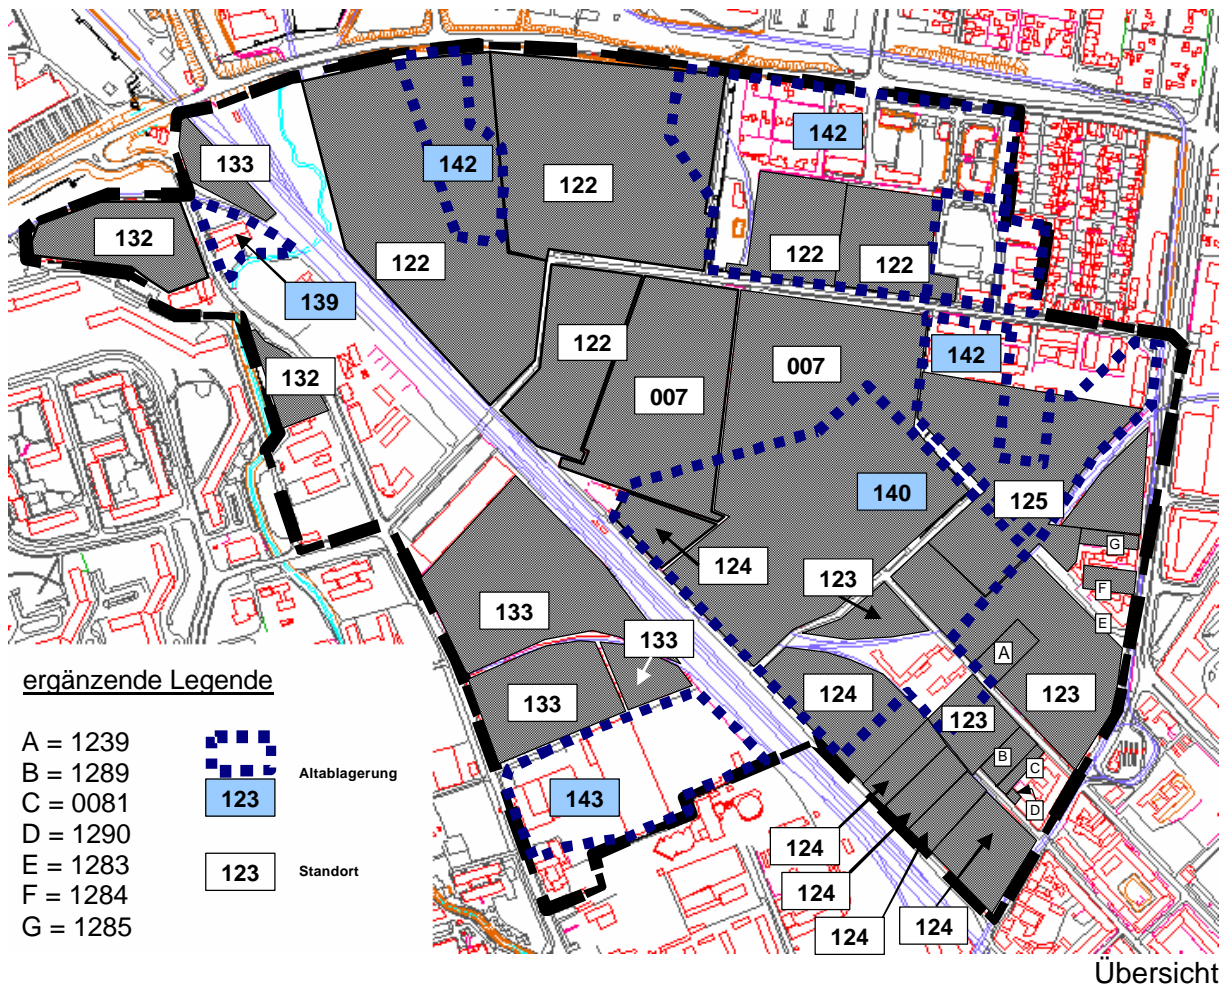 142
133
142
122
132
122
122
122
139
122
142
132
007
007
140
125
G
124
123
F
133
E
133
A
124
123
133
123
B
C
D
143
124
124
124
124
ergänzende Legende
A = 1239
B = 1289
C = 0081
D = 1290
E = 1283
F = 1284
G = 1285
Altablagerung
123
123
Standort
Übersicht